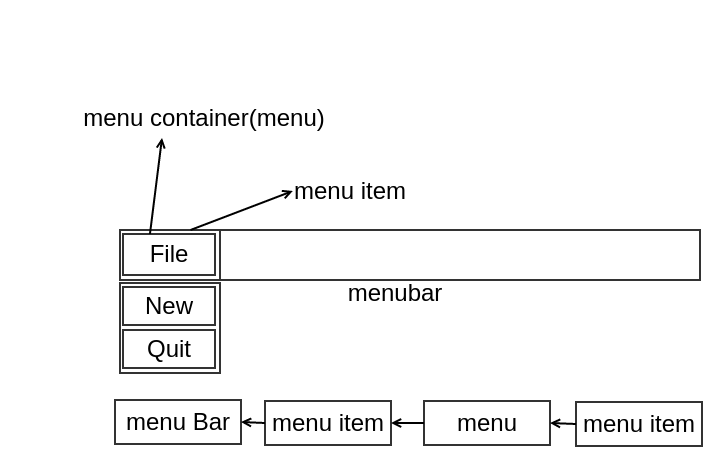 menu container(menu)
menu item
File
menubar
New
Quit
menu Bar
menu item
menu
menu item